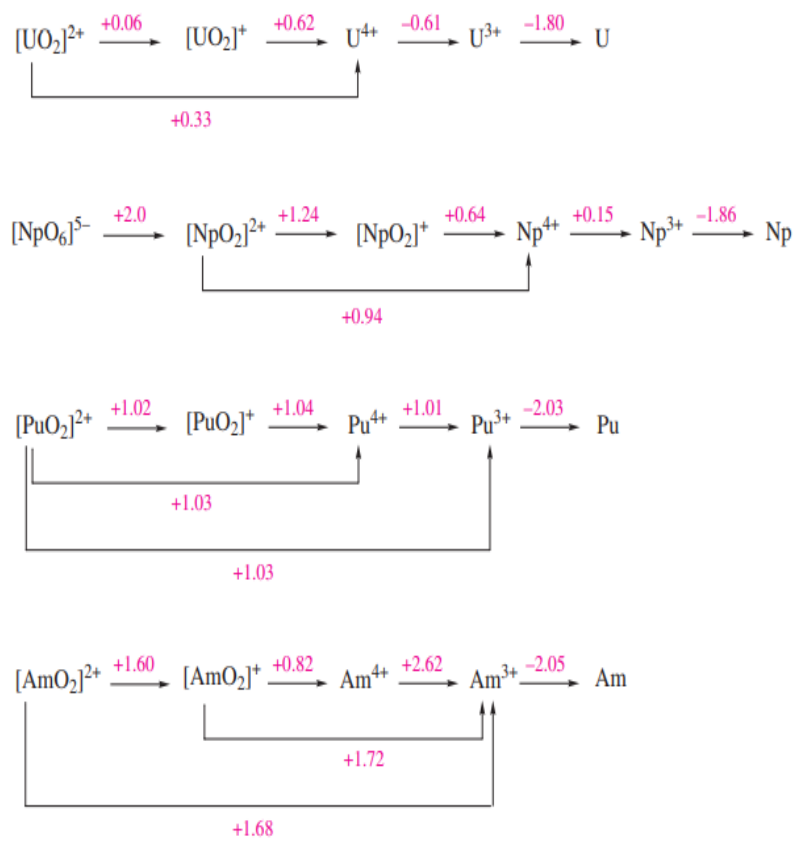 +0.06 +0.62 –0.61 –1.80
[UO₂]²⁺ [UO₂]⁺ U⁴⁺ U³⁺ U
+0.33
+2.0 +1.24 +0.64 +0.15 –1.86
[NpO₆]⁵⁻ [NpO₂]²⁺ [NpO₂]⁺ Np⁴⁺ Np³⁺ Np
+0.94
+1.02 +1.04 +1.01 –2.03
[PuO₂]²⁺ [PuO₂]⁺ Pu⁴⁺ Pu³⁺ Pu
+1.03
+1.03
+1.60 +0.82 +2.62 –2.05
[AmO₂]²⁺ [AmO₂]⁺ Am⁴⁺ Am³⁺ Am
+1.72
+1.68